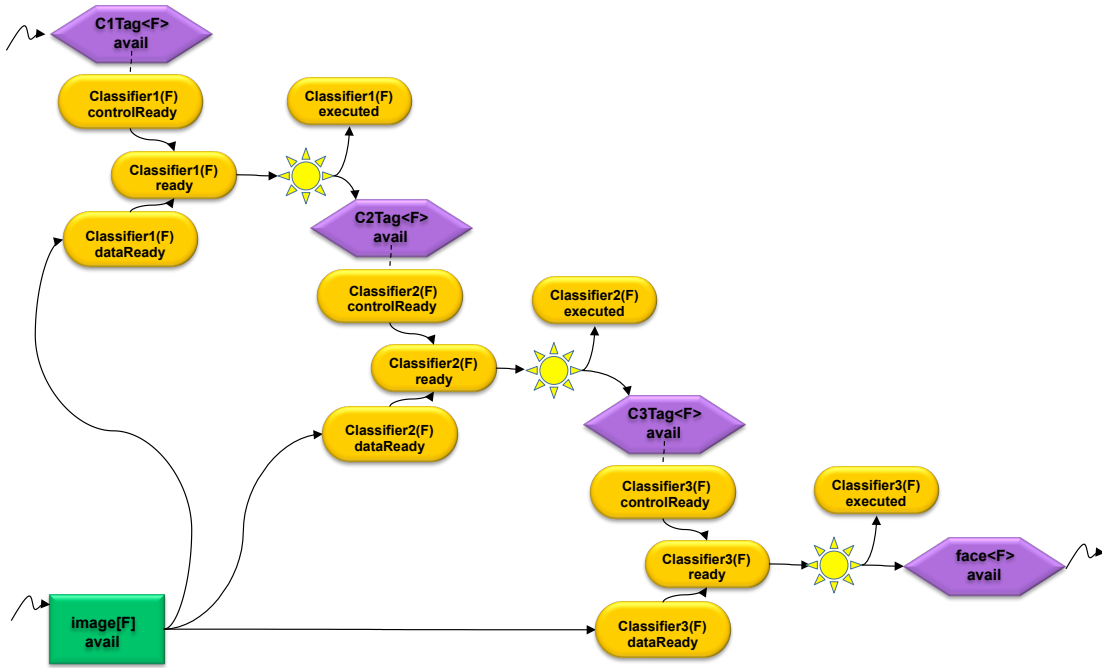 C1Tag<F>
avail
Classifier1(F)
controlReady
Classifier1(F)
executed
Classifier1(F)
ready
Classifier1(F)
dataReady
C2Tag<F>
avail
Classifier2(F)
controlReady
Classifier2(F)
executed
Classifier2(F)
ready
Classifier2(F)
dataReady
C3Tag<F>
avail
Classifier3(F)
controlReady
Classifier3(F)
executed
Classifier3(F)
ready
face<F>
avail
Classifier3(F)
dataReady
image[F]
avail